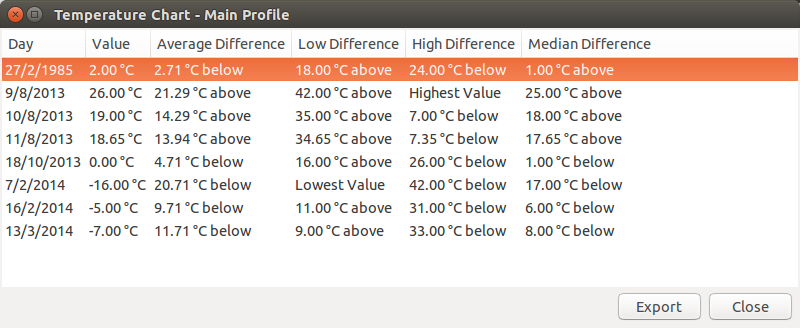 Temperature Chart - Main Profile
Day Value Average Difference Low Difference High Difference Median Difference
27/2/1985 2.00 °C 2.71 °C below 18.00 °C above 24.00 °C below 1.00 °C above
9/8/2013 26.00 °C 21.29 °C above 42.00 °C above Highest Value 25.00 °C above
10/8/2013 19.00 °C 14.29 °C above 35.00 °C above 7.00 °C below 18.00 °C above
11/8/2013 18.65 °C 13.94 °C above 34.65 °C above 7.35 °C below 17.65 °C above
18/10/2013 0.00 °C 4.71 °C below 16.00 °C above 26.00 °C below 1.00 °C below
7/2/2014 -16.00 °C 20.71 °C below Lowest Value 42.00 °C below 17.00 °C below
16/2/2014 -5.00 °C 9.71 °C below 11.00 °C above 31.00 °C below 6.00 °C below
13/3/2014 -7.00 °C 11.71 °C below 9.00 °C above 33.00 °C below 8.00 °C below
Export Close